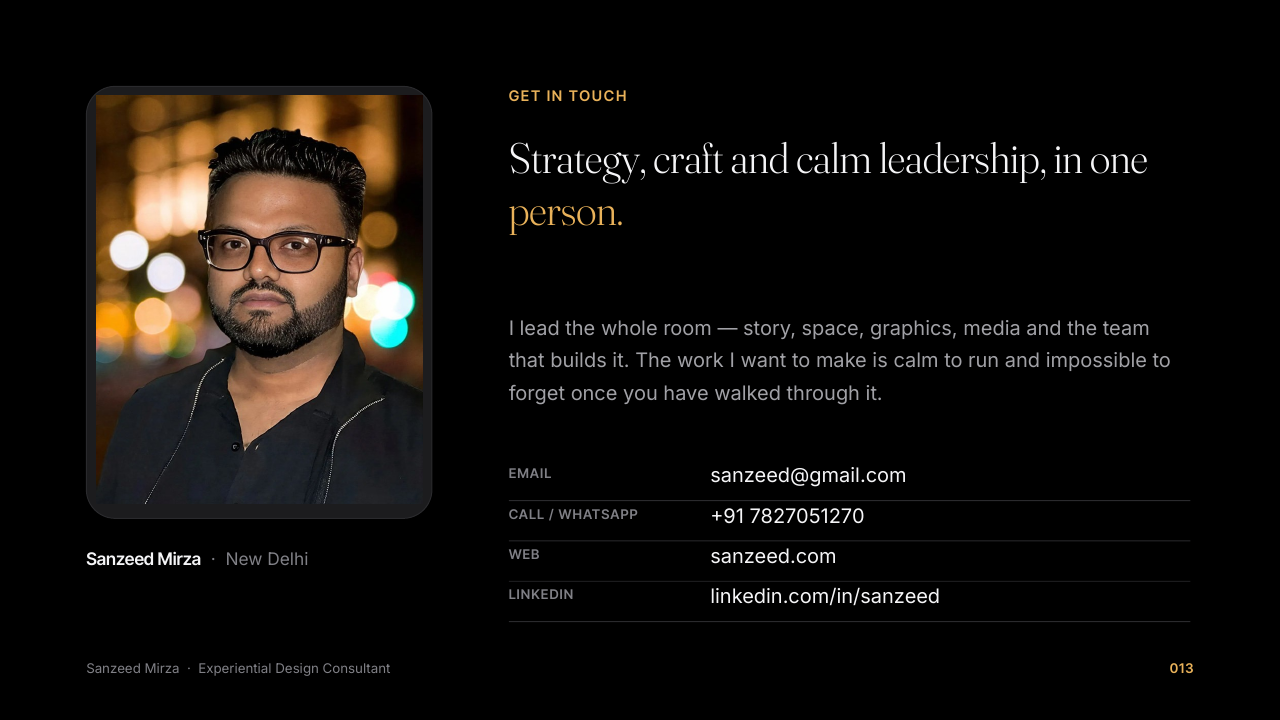 GET IN TOUCH
Strategy, craft and calm leadership, in one
person.
I lead the whole room — story, space, graphics, media and the team
that builds it. The work I want to make is calm to run and impossible to
forget once you have walked through it.
EMAIL sanzeed@gmail.com
CALL / WHATSAPP +91 7827051270
WEB sanzeed.com
LINKEDIN linkedin.com/in/sanzeed
Sanzeed Mirza · New Delhi
Sanzeed Mirza · Experiential Design Consultant
013